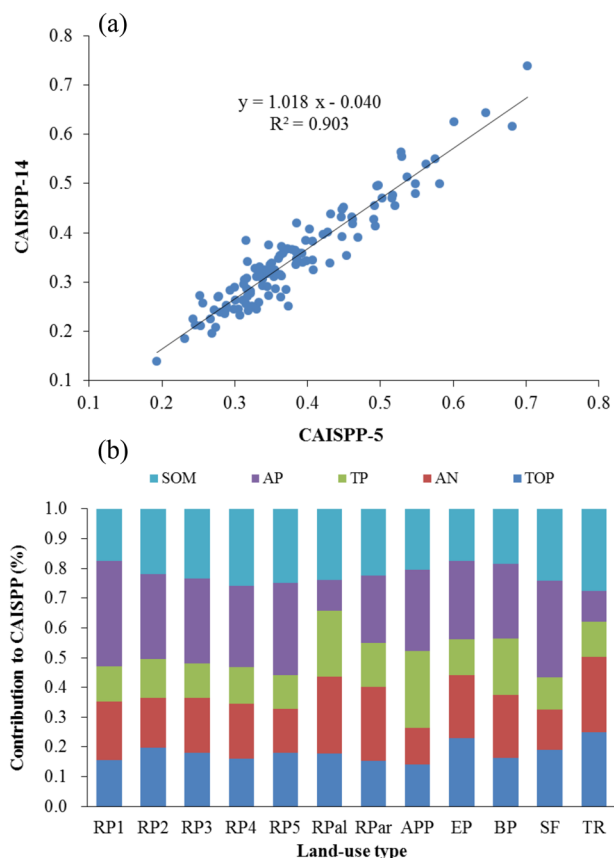 (a)
0.8
0.7
0.6
0.5
0.4
0.3
0.2
0.1
CAISPP-14
y = 1.018 x - 0.040
R² = 0.903
0.1 0.2 0.3 0.4 0.5 0.6 0.7 0.8
CAISPP-5
(b)
SOM AP TP AN TOP
1.0
0.9
0.8
0.7
0.6
0.5
0.4
0.3
0.2
0.1
0.0
Contribution to CAISPP (%)
RP1 RP2 RP3 RP4 RP5 RPal RPar APP EP BP SF TR
Land-use type